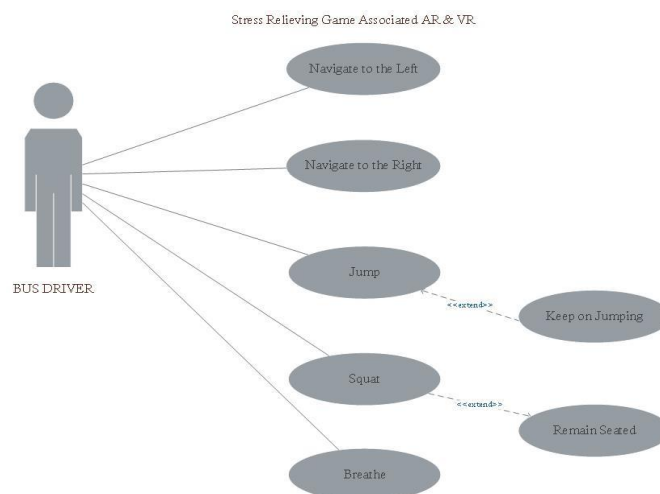 Stress Relieving Game Associated AR & VR
Navigate to the Left
Navigate to the Right
BUS DRIVER
Jump
<<extend>>
Keep on Jumping
Squat
<<extend>>
Remain Seated
Breathe